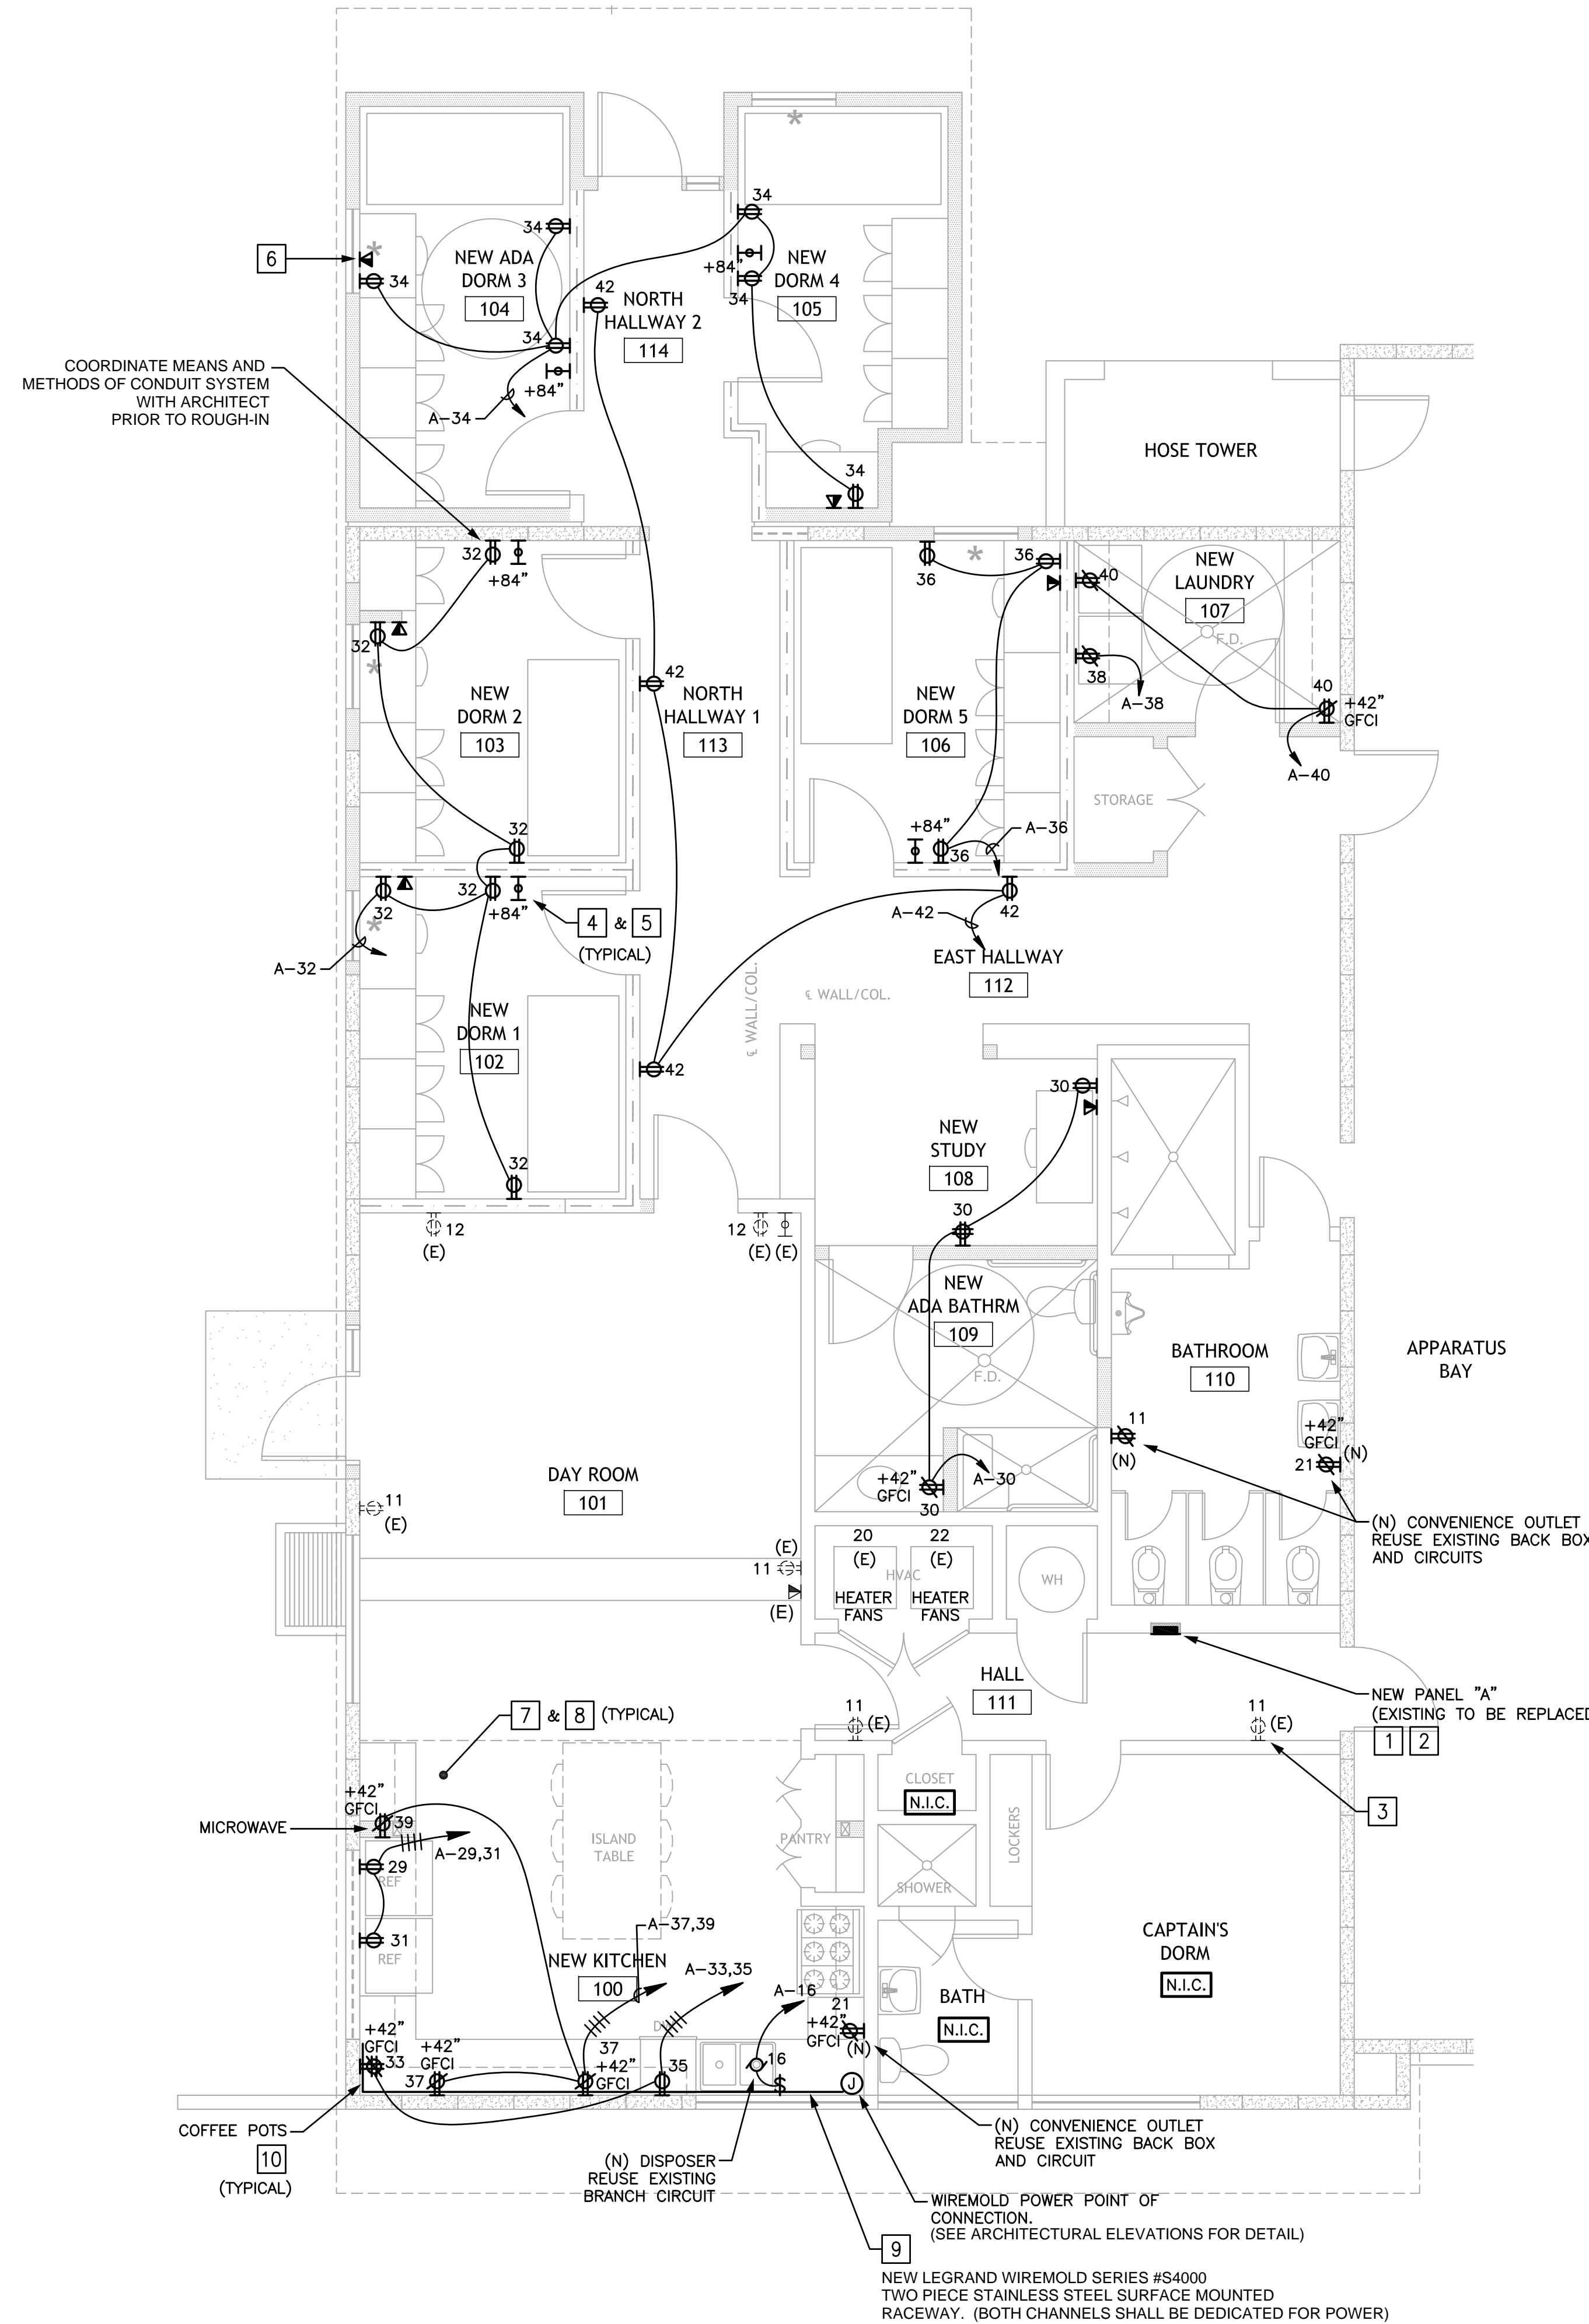 34
34
6
NEW ADA
DORM 3
104
34
+84"
34
NEW
DORM 4
105
42
NORTH
HALLWAY 2
114
34
+84"
A-34
COORDINATE MEANS AND
METHODS OF CONDUIT SYSTEM
WITH ARCHITECT
PRIOR TO ROUGH-IN
HOSE TOWER
34
32
+84"
36
36
NEW
LAUNDRY
107
40
F.D.
32
38
A-38
40
+42"
GFCI
A-40
42
NEW
DORM 2
103
NORTH
HALLWAY 1
113
NEW
DORM 5
106
STORAGE
32
+84"
36
A-36
32
32
+84"
4 & 5
(TYPICAL)
A-32
A-42
42
EAST HALLWAY
112
℄ WALL/COL.
℄ WALL/COL.
NEW
DORM 1
102
42
30
NEW
STUDY
108
32
30
12
(E)
12
(E) (E)
NEW
ADA BATHRM
109
F.D.
BATHROOM
110
APPARATUS
BAY
11
(N)
+42"
GFCI
(N)
21
DAY ROOM
101
+42"
GFCI
30
A-30
11
(E)
(N) CONVENIENCE OUTLET
REUSE EXISTING BACK BOX
AND CIRCUITS
20
(E)
22
(E)
HVAC
HEATER
FANS
HEATER
FANS
WH
(E)
11
(E)
HALL
111
NEW PANEL "A"
(EXISTING TO BE REPLACED
1 2
7 & 8 (TYPICAL)
11
(E)
11
(E)
3
CLOSET
N.I.C.
+42"
GFCI
39
MICROWAVE
A-29,31
29
REF
31
REF
ISLAND
TABLE
PANTRY
LOCKERS
SHOWER
A-37,39
NEW KITCHEN
100
A-33,35
A-16
CAPTAIN'S
DORM
N.I.C.
BATH
N.I.C.
21
+42"
GFCI
(N)
+42"
GFCI
33
+42"
GFCI
37
37
+42"
GFCI
35
16
$
J
COFFEE POTS
10
(TYPICAL)
(N) DISPOSER
REUSE EXISTING
BRANCH CIRCUIT
(N) CONVENIENCE OUTLET
REUSE EXISTING BACK BOX
AND CIRCUIT
WIREMOLD POWER POINT OF
CONNECTION.
(SEE ARCHITECTURAL ELEVATIONS FOR DETAIL)
9
NEW LEGRAND WIREMOLD SERIES #S4000
TWO PIECE STAINLESS STEEL SURFACE MOUNTED
RACEWAY. (BOTH CHANNELS SHALL BE DEDICATED FOR POWER)